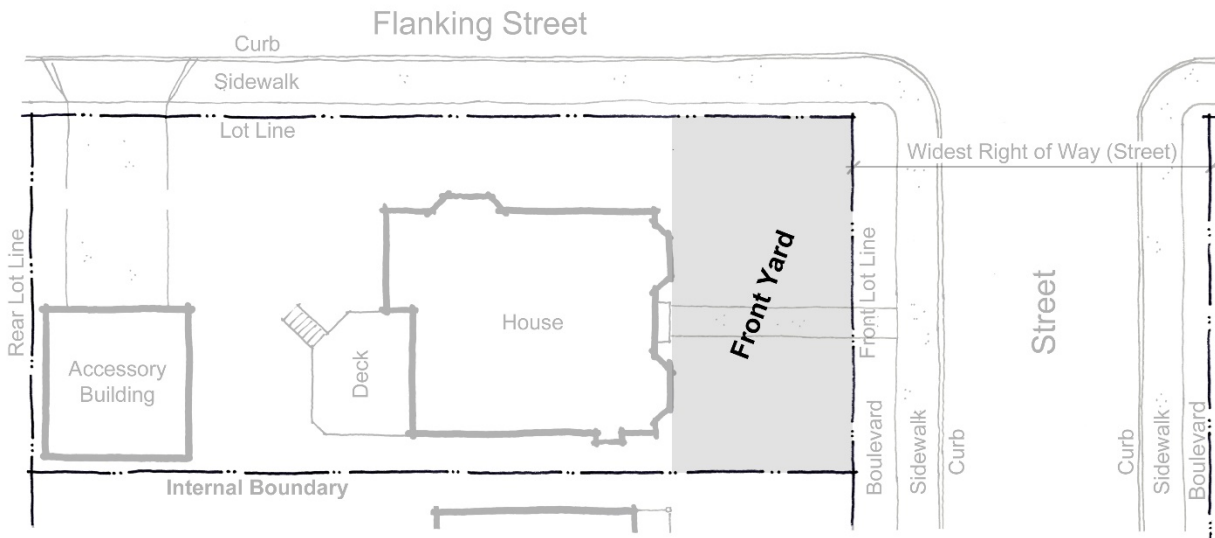 Flanking Street
Curb
Sidewalk
Lot Line
Widest Right of Way (Street)
Rear Lot Line
Accessory
Building
Deck
House
Front Yard
Front Lot Line
Street
Boulevard
Sidewalk
Curb
Curb
Sidewalk
Boulevard
Internal Boundary